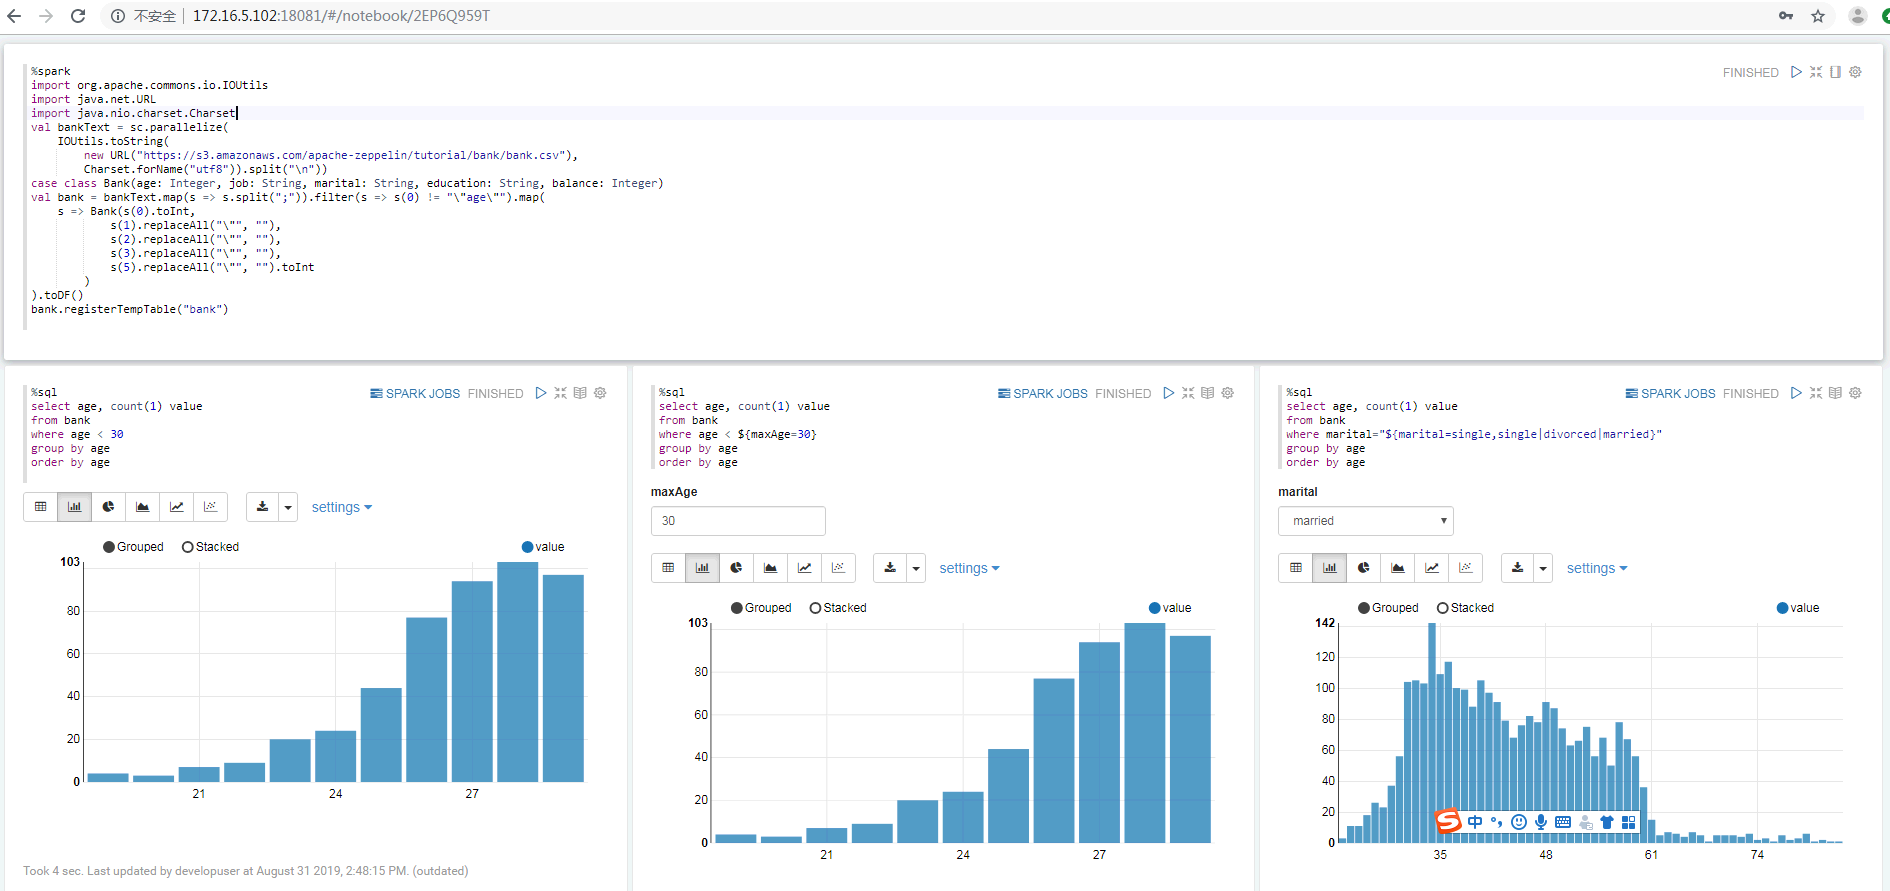 不安全 172.16.5.102:18081/#/notebook/2EP6Q959T
%spark
FINISHED
import org.apache.commons.io.IOUtils
import java.net.URL
import java.nio.charset.Charset
val bankText = sc.parallelize(
IOUtils.toString(
new URL("https://s3.amazonaws.com/apache-zeppelin/tutorial/bank/bank.csv"),
Charset.forName("utf8")).split("\n"))
case class Bank(age: Integer, job: String, marital: String, education: String, balance: Integer)
val bank = bankText.map(s => s.split(";")).filter(s => s(0) != "\"age\"").map(
s => Bank(s(0).toInt,
s(1).replaceAll("\"", ""),
s(2).replaceAll("\"", ""),
s(3).replaceAll("\"", ""),
s(5).replaceAll("\"", "").toInt
)
).toDF()
bank.registerTempTable("bank")
%sql
SPARK JOBS FINISHED
select age, count(1) value
from bank
where age < 30
group by age
order by age
settings
Grouped Stacked value
103
80
60
40
20
0
21 24 27
Took 4 sec. Last updated by developuser at August 31 2019, 2:48:15 PM. (outdated)
%sql
SPARK JOBS FINISHED
select age, count(1) value
from bank
where age < ${maxAge=30}
group by age
order by age
maxAge
30
settings
Grouped Stacked value
103
80
60
40
20
0
21 24 27
%sql
SPARK JOBS FINISHED
select age, count(1) value
from bank
where marital="${marital=single,single|divorced|married}"
group by age
order by age
marital
married
settings
Grouped Stacked value
142
120
100
80
60
40
20
0
S 中
35 48 61 74